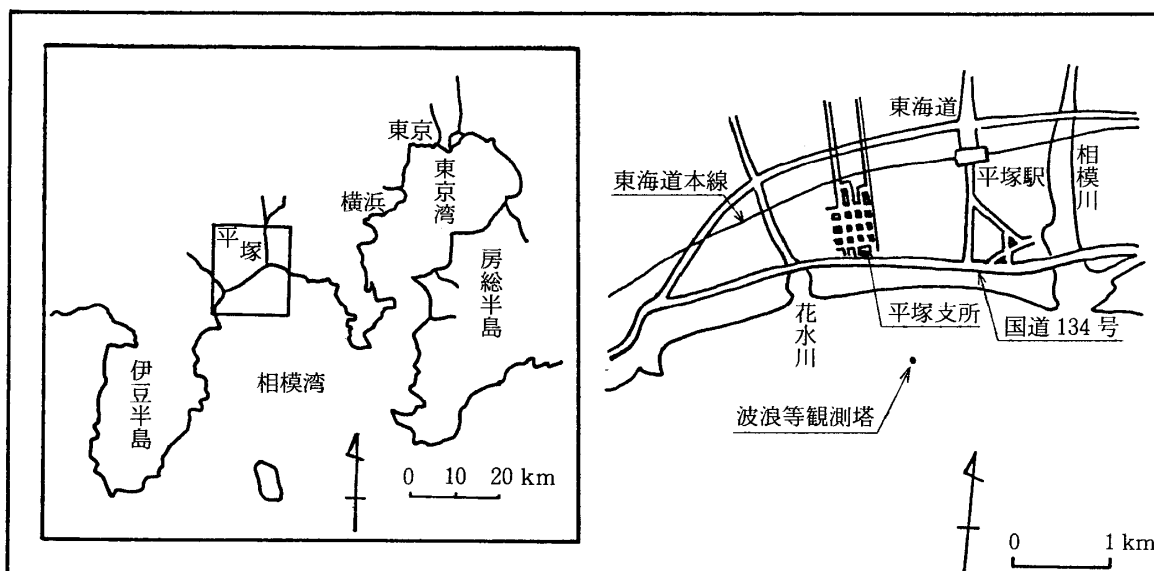 東京
東京湾
横浜
平塚
房総半島
伊豆半島
相模湾
0 10 20 km
東海道
相模川
東海道本線
平塚駅
花水川
平塚支所
国道 134 号
波浪等観測塔
0 1 km